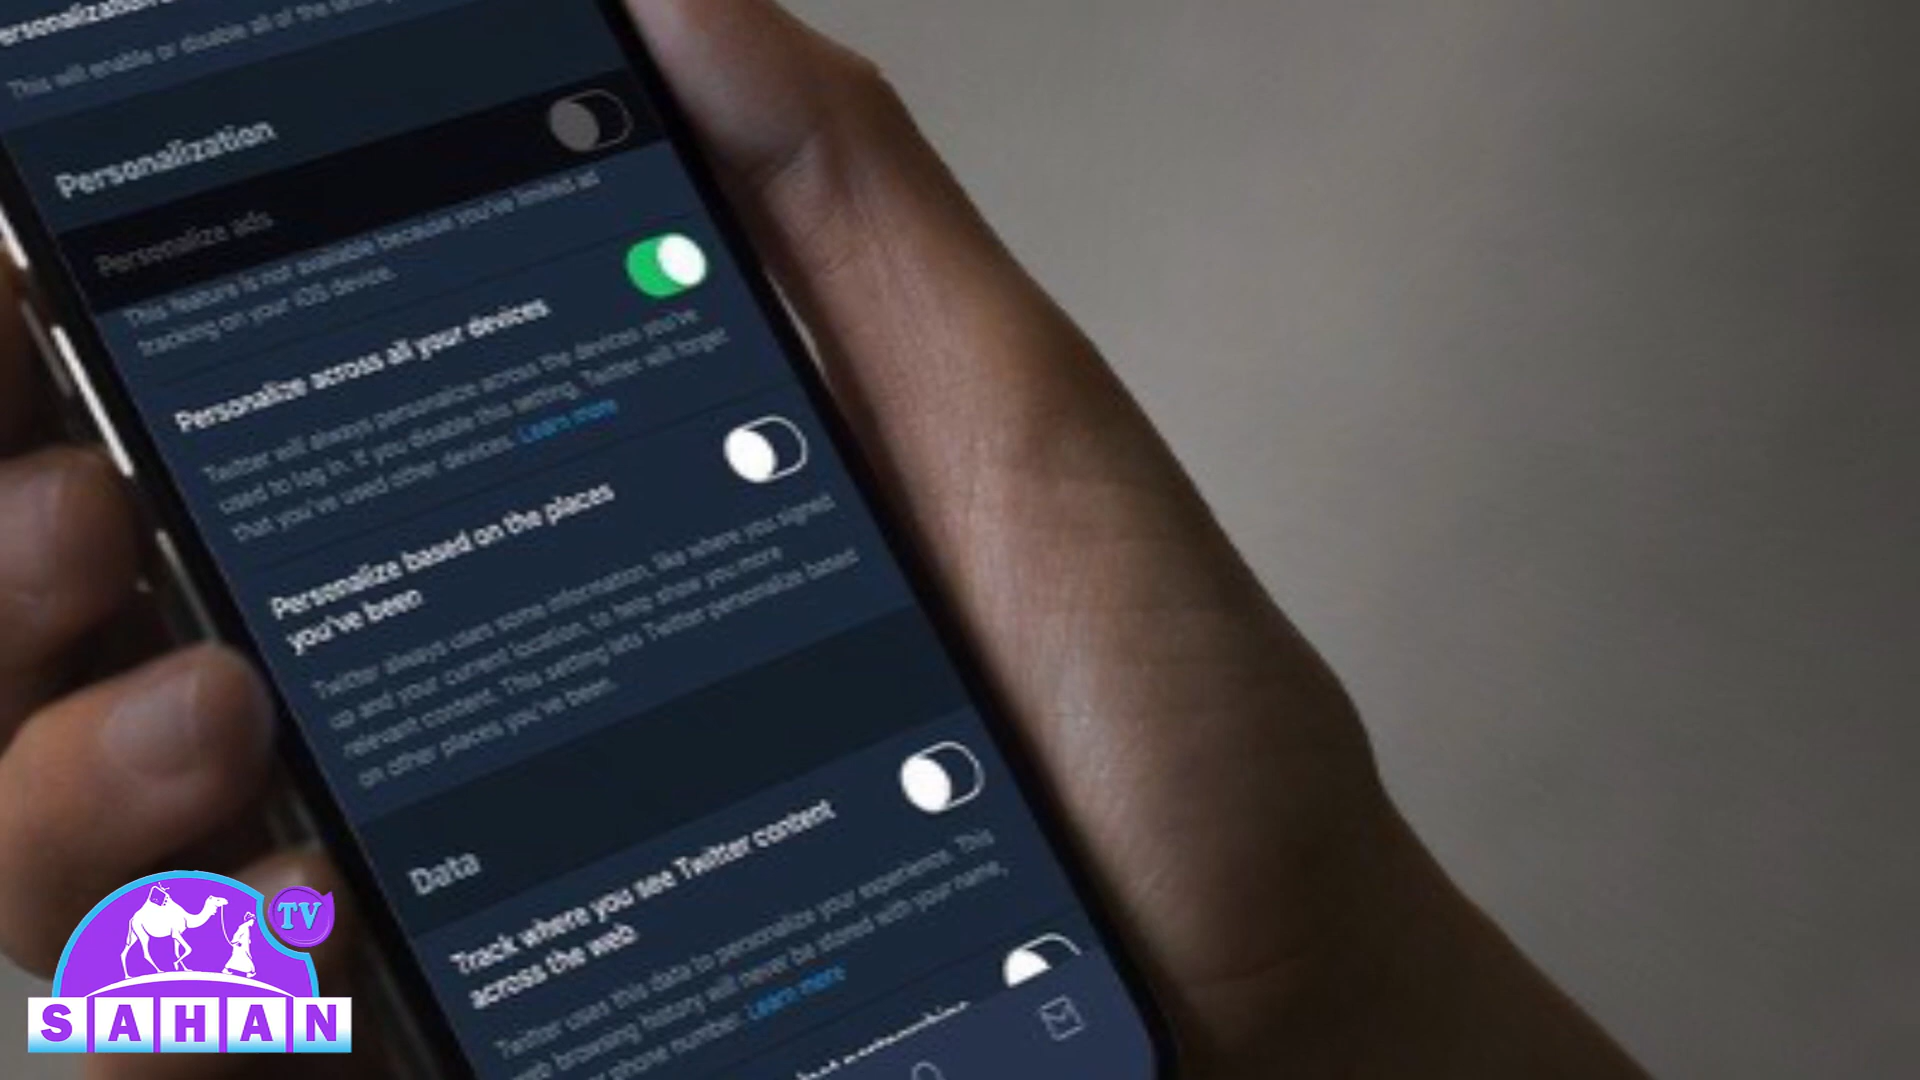 ersonalization
This will enable or disable all of the
Personalization
Personalize ads
This feature is not available because you've limited ad
tracking on your iOS device.
Personalize across all your devices
Twitter will always personalize across the devices you've
used to log in. If you disable this setting, Twitter will forget
that you've used other devices. Learn more
Personalize based on the places
you've been
Twitter always uses some information, like where you signed
up and your current location, to help show you more
relevant content. This setting lets Twitter personalize based
on other places you've been.
Data
Track where you see Twitter content
across the web
Twitter uses this data to personalize your experience. This
web browsing history will never be stored with your name,
phone number. Learn more
TV
SAHAN